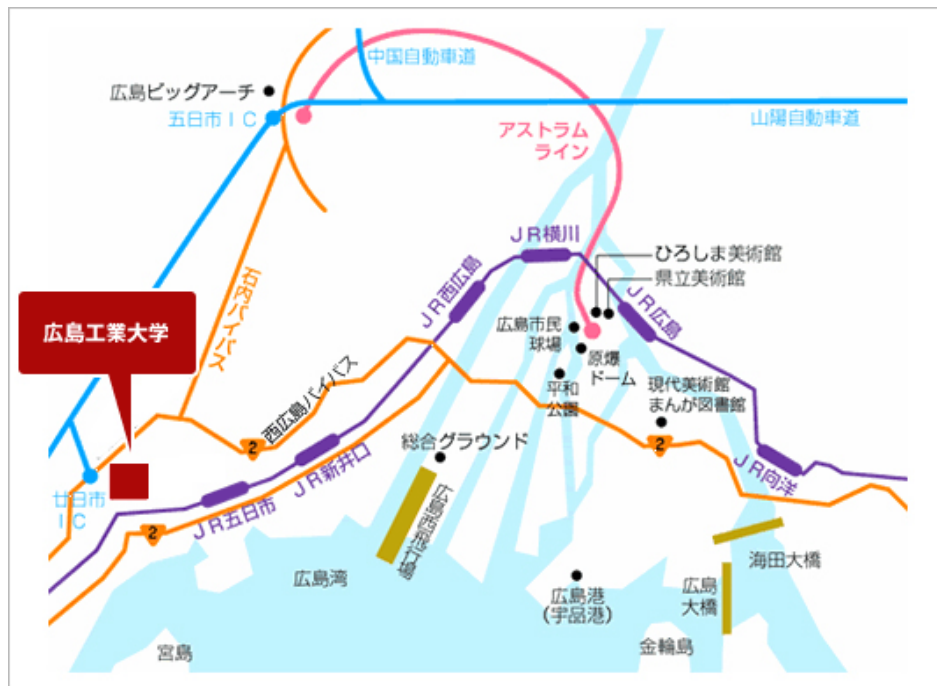 中国自動車道
広島ビッグアーチ
五日市IC
山陽自動車道
アストラム
ライン
JR横川
ひろしま美術館
県立美術館
JR西広島
JR広島
石内バイパス
広島工業大学
広島市民
球場
原爆
ドーム
平和
公園
現代美術館
まんが図書館
西広島バイパス
2
総合グラウンド
2
JR向洋
JR新井口
廿日市
IC
JR五日市
2
広島西飛行場
海田大橋
広島湾
広島港
(宇品港)
広島
大橋
宮島
金輪島